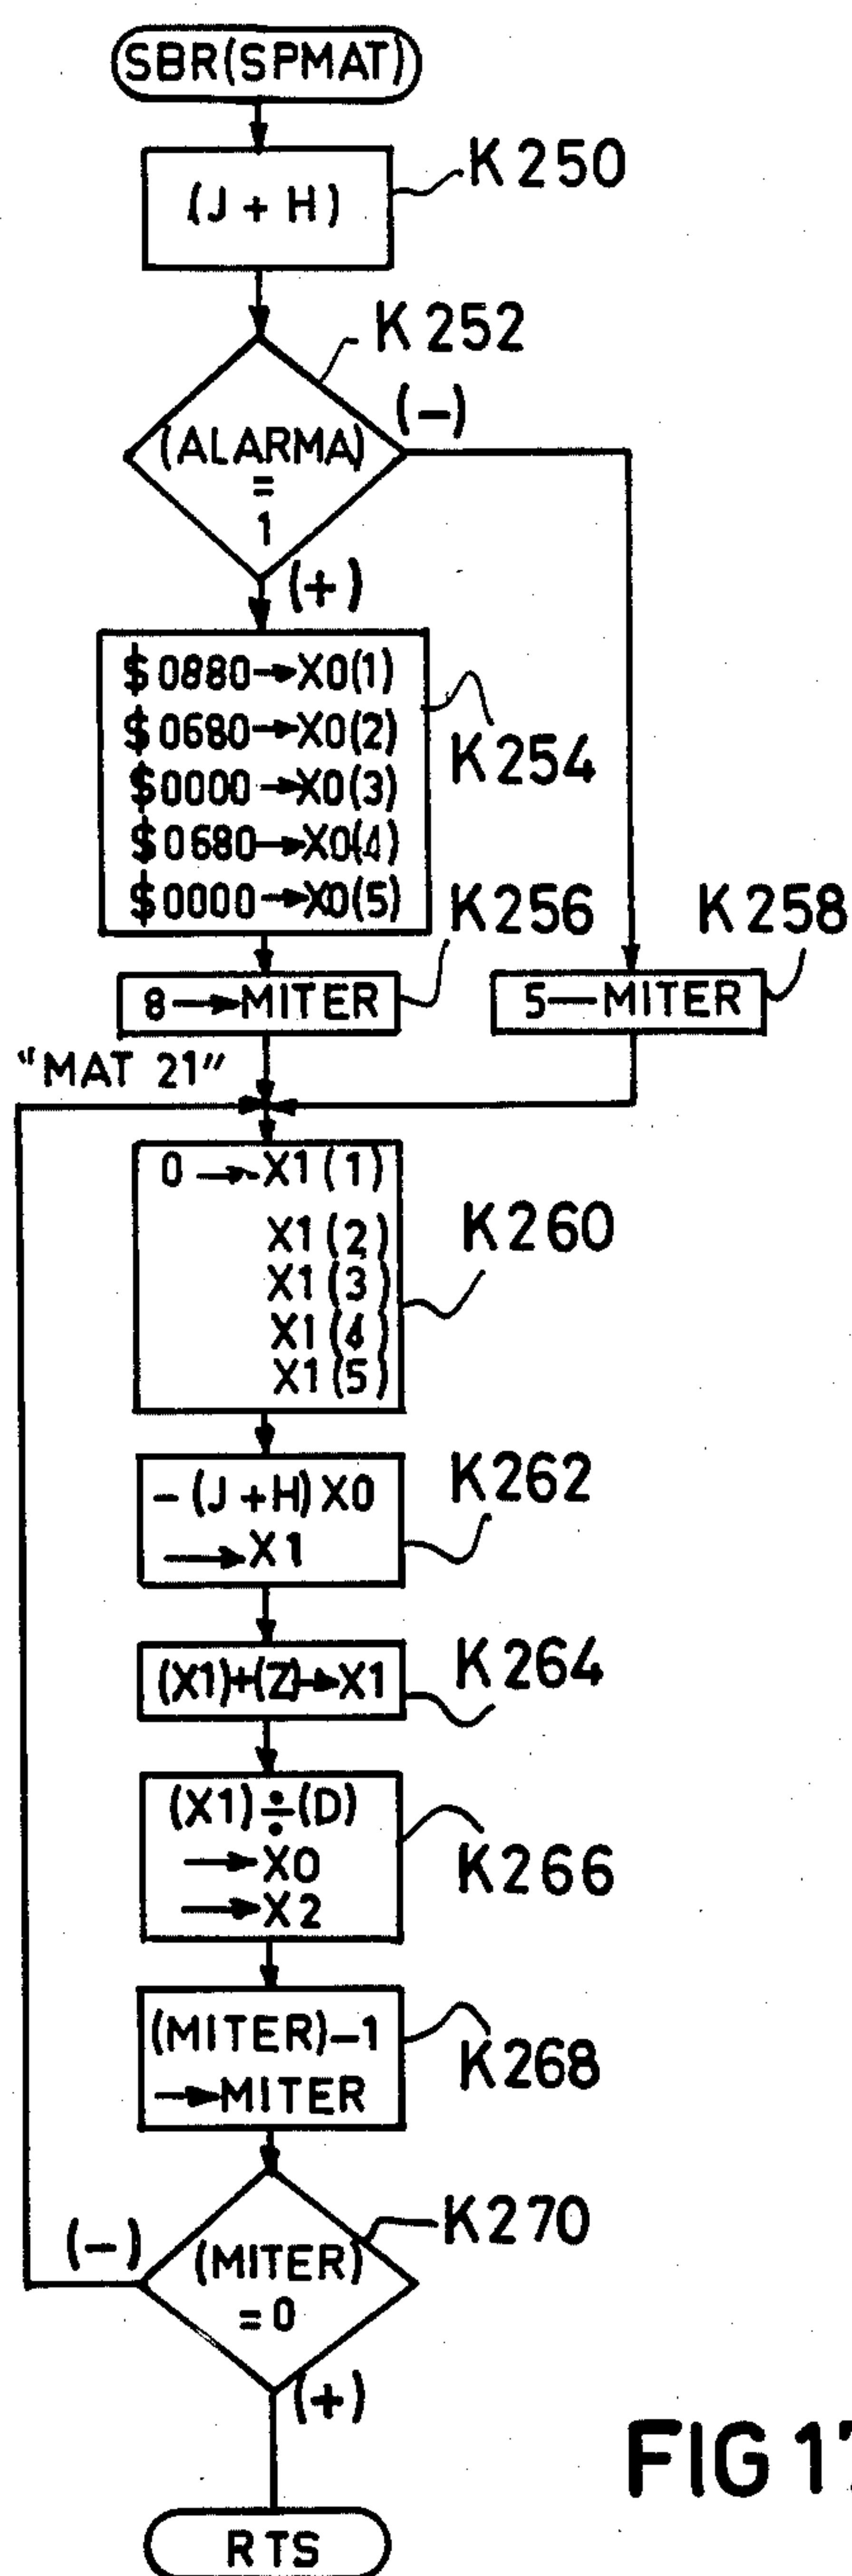 SBR(SPMAT)
K250
(J + H)
K252
(-)
(ALARMA)
=
1
(+)
$0880→X0(1)
$0680→X0(2)
$0000→X0(3)
$0680→X0(4)
$0000→X0(5)
K254
K256
K258
8→MITER
5—MITER
"MAT 21"
0→X1(1)
X1(2)
X1(3)
X1(4)
X1(5)
K260
-(J+H)X0
→X1
K262
(X1)+(Z)→X1
K264
(X1)÷(D)
→X0
→X2
K266
(MITER)-1
→MITER
K268
K270
(-)
(MITER)
=0
(+)
FIG 17
RTS